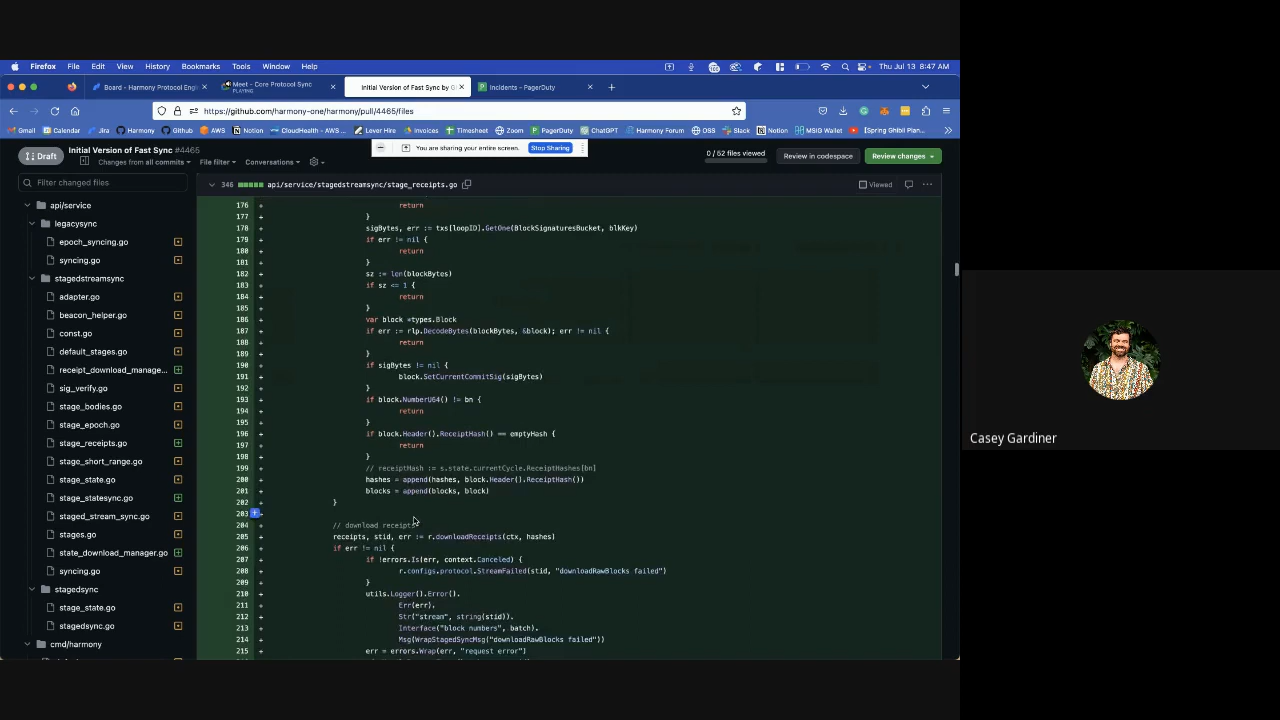 Firefox File Edit View History Bookmarks Tools Window Help Thu Jul 13 8:47 AM
Board - Harmony Protocol Eng
Meet – Core Protocol Sync
PLAYING
Initial Version of Fast Sync by G
Incidents - PagerDuty
https://github.com/harmony-one/harmony/pull/4465/files
Gmail Calendar Jira Harmony Github AWS Notion CloudHealth - AWS ... Lever Hire Invoices Timesheet Zoom PagerDuty ChatGPT Harmony Forum OSS Slack Notion MSIG Wallet [Spring Ghibli Plan...
Draft
Initial Version of Fast Sync #4465
Changes from all commits File filter Conversations
You are sharing your entire screen. Stop Sharing
0 / 52 files viewed
Review in codespace
Review changes
Filter changed files
api/service
legacysync
epoch_syncing.go
syncing.go
stagedstreamsync
adapter.go
beacon_helper.go
const.go
default_stages.go
receipt_download_manage...
sig_verify.go
stage_bodies.go
stage_epoch.go
stage_receipts.go
stage_short_range.go
stage_state.go
stage_statesync.go
staged_stream_sync.go
stages.go
state_download_manager.go
syncing.go
stagedsync
stage_state.go
stagedsync.go
cmd/harmony
346 api/service/stagedstreamsync/stage_receipts.go Viewed
176 + return
177 + }
178 + sigBytes, err := txs[loopID].GetOne(BlockSignaturesBucket, blkKey)
179 + if err != nil {
180 + return
181 + }
182 + sz := len(blockBytes)
183 + if sz <= 1 {
184 + return
185 + }
186 + var block *types.Block
187 + if err := rlp.DecodeBytes(blockBytes, &block); err != nil {
188 + return
189 + }
190 + if sigBytes != nil {
191 + block.SetCurrentCommitSig(sigBytes)
192 + }
193 + if block.NumberU64() != bn {
194 + return
195 + }
196 + if block.Header().ReceiptHash() == emptyHash {
197 + return
198 + }
199 + // receiptHash := s.state.currentCycle.ReceiptHashes[bn]
200 + hashes = append(hashes, block.Header().ReceiptHash())
201 + blocks = append(blocks, block)
202 + }
203 +
204 + // download receipts
205 + receipts, stid, err := r.downloadReceipts(ctx, hashes)
206 + if err != nil {
207 + if !errors.Is(err, context.Canceled) {
208 + r.configs.protocol.StreamFailed(stid, "downloadRawBlocks failed")
209 + }
210 + utils.Logger().Error().
211 + Err(err).
212 + Str("stream", string(stid)).
213 + Interface("block numbers", batch).
214 + Msg(WrapStagedSyncMsg("downloadRawBlocks failed"))
215 + err = errors.Wrap(err, "request error")
Casey Gardiner